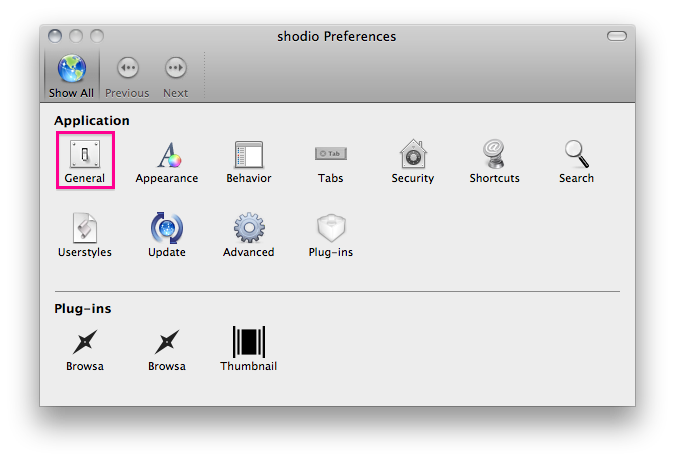 shodio Preferences
Show All Previous Next
Application
General Appearance Behavior Tabs Security Shortcuts Search
Userstyles Update Advanced Plug-ins
Plug-ins
Browsa Browsa Thumbnail